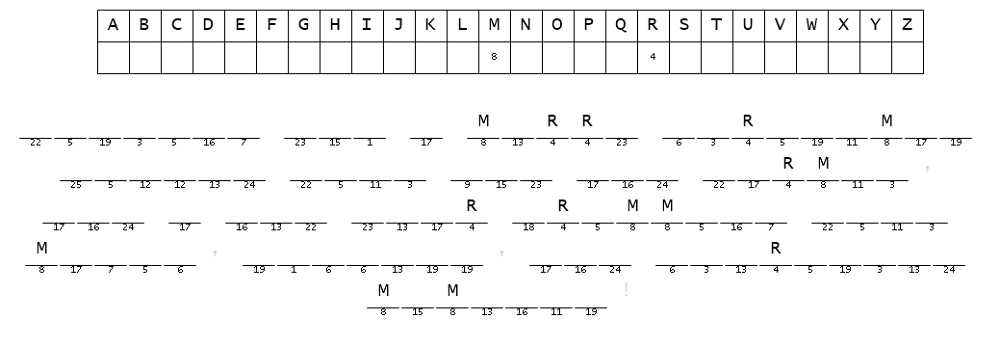 A B C D E F G H I J K L M N O P Q R S T U V W X Y Z
8 4
M R R R M
22 5 19 3 5 16 7 23 15 1 17 8 13 4 4 23 6 3 4 5 19 11 8 17 19
R M ,
25 5 12 12 13 24 22 5 11 3 9 15 23 17 16 24 22 17 4 8 11 3
R R M M
17 16 24 17 16 13 22 23 13 17 4 18 4 5 8 8 5 16 7 22 5 11 3
M , , R
8 17 7 5 6 19 1 6 6 13 19 19 17 16 24 6 3 13 4 5 19 3 13 24
M M !
8 15 8 13 16 11 19